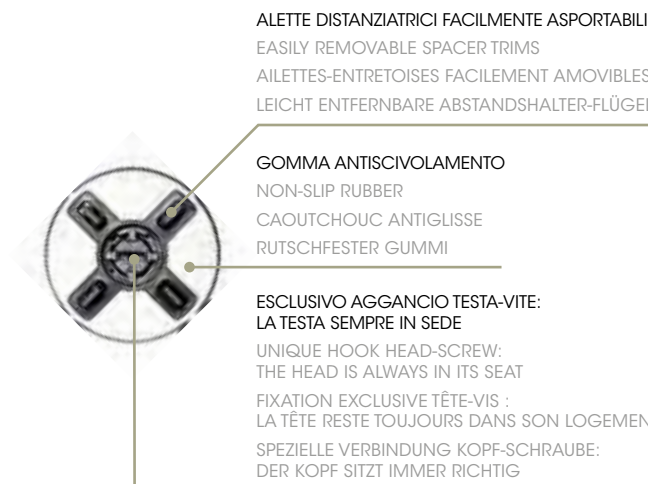 ALETTE DISTANZIATRICI FACILMENTE ASPORTABILI
EASILY REMOVABLE SPACER TRIMS
AILETTES-ENTRETOISES FACILEMENT AMOVIBLES
LEICHT ENTFERNBARE ABSTANDSHALTER-FLÜGE
GOMMA ANTISCIVOLAMENTO
NON-SLIP RUBBER
CAOUTCHOUC ANTIGLISSE
RUTSCHFESTER GUMMI
ESCLUSIVO AGGANCIO TESTA-VITE:
LA TESTA SEMPRE IN SEDE
UNIQUE HOOK HEAD-SCREW:
THE HEAD IS ALWAYS IN ITS SEAT
FIXATION EXCLUSIVE TÊTE-VIS :
LA TÊTE RESTE TOUJOURS DANS SON LOGEMEN
SPEZIELLE VERBINDUNG KOPF-SCHRAUBE:
DER KOPF SITZT IMMER RICHTIG